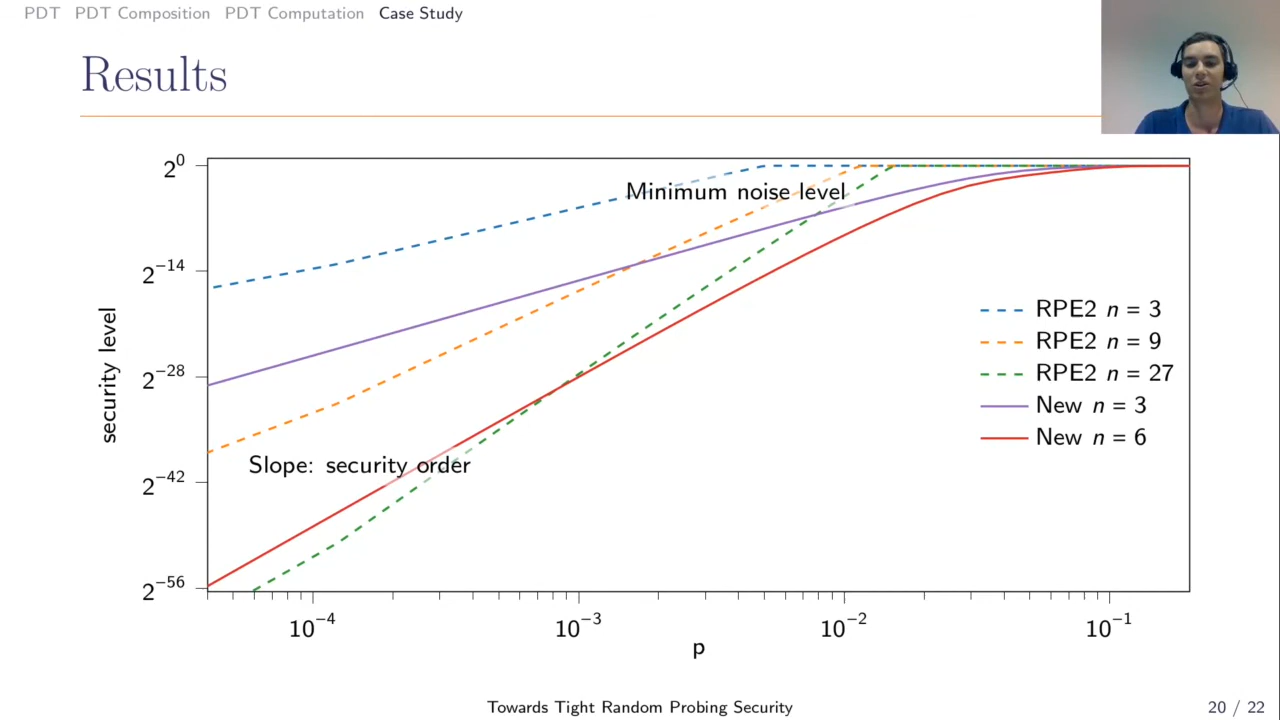 PDT PDT Composition PDT Computation Case Study
Results
2^0
2^−14
2^−28
2^−42
2^−56
security level
Minimum noise level
Slope: security order
RPE2 n = 3
RPE2 n = 9
RPE2 n = 27
New n = 3
New n = 6
10^−4 10^−3 10^−2 10^−1
p
Towards Tight Random Probing Security
20 / 22